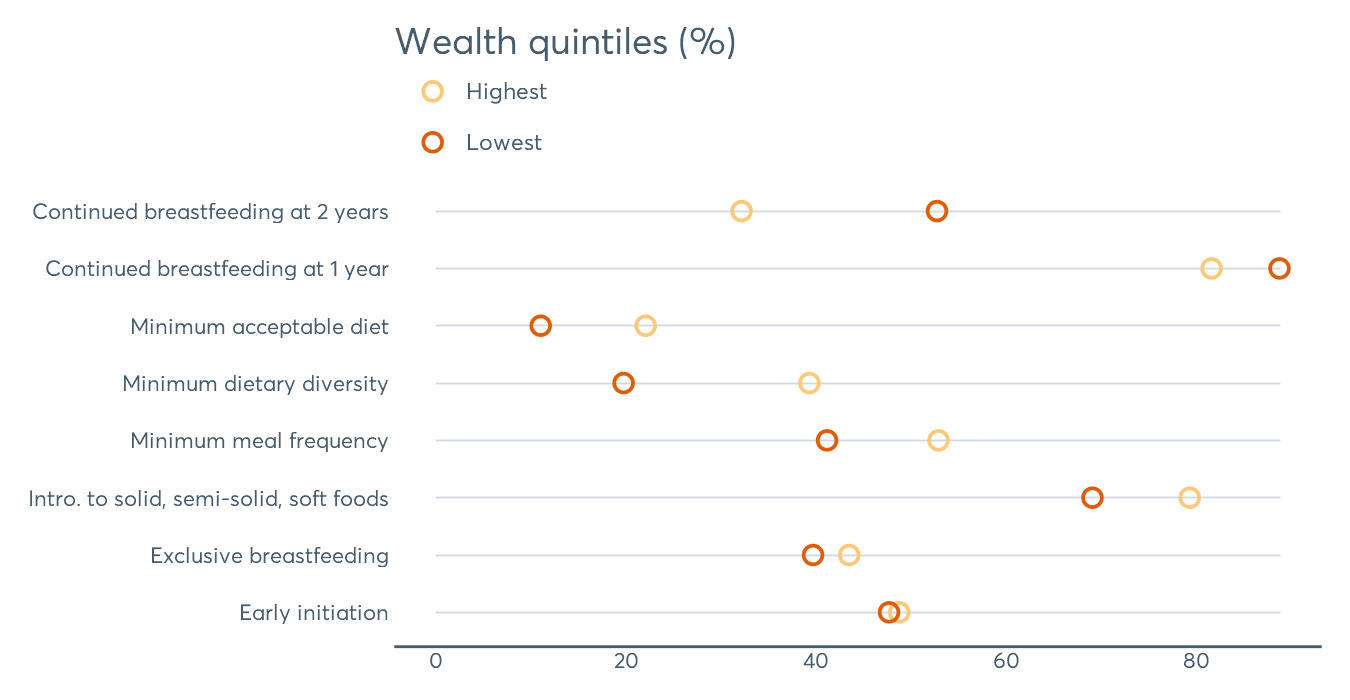 Wealth quintiles (%)
Highest
Lowest
Continued breastfeeding at 2 years
Continued breastfeeding at 1 year
Minimum acceptable diet
Minimum dietary diversity
Minimum meal frequency
Intro. to solid, semi-solid, soft foods
Exclusive breastfeeding
Early initiation
0 20 40 60 80